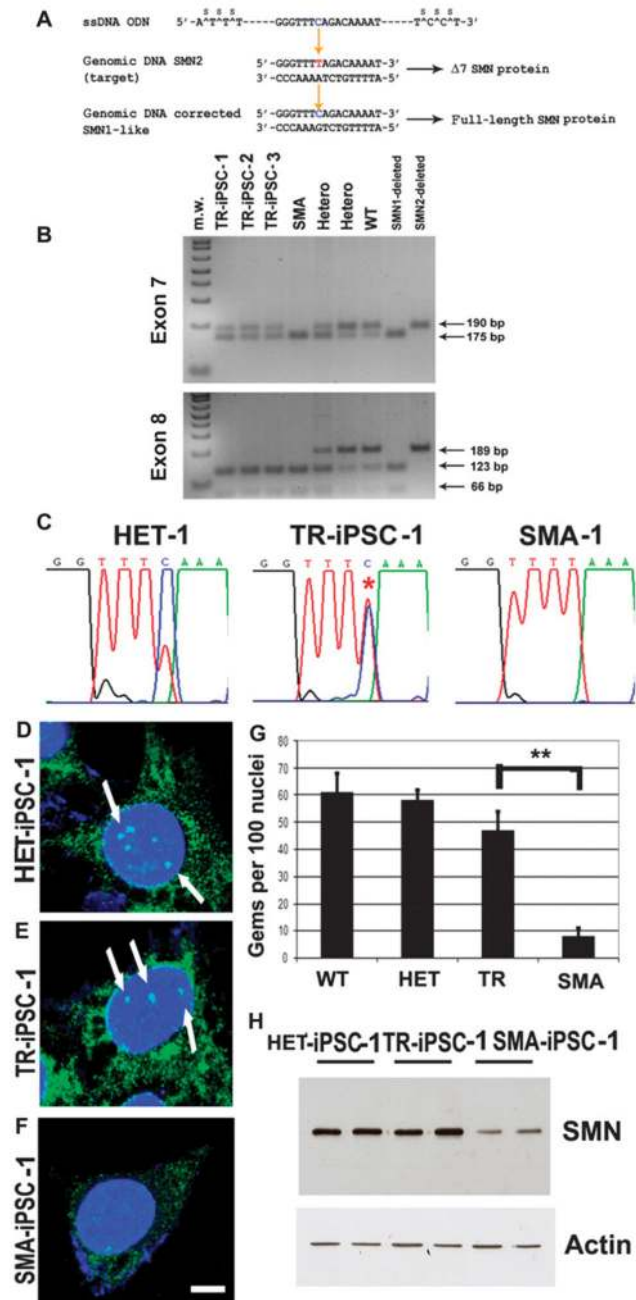 A
s s s
s s s
ssDNA ODN 5'-A^T^T^T-----GGGTTTCAGACAAAAT-----T^C^C^T-3'
Genomic DNA SMN2 (target)
5'-GGGTTTTAGACAAAAT-3'
3'-CCCAAAATCTGTTTTA-5'
Δ7 SMN protein
Genomic DNA corrected SMN1-like
5'-GGGTTTCAGACAAAAT-3'
3'-CCCAAAGTCTGTTTTA-5'
Full-length SMN protein
B
m.w. TR-iPSC-1 TR-iPSC-2 TR-iPSC-3 SMA Hetero Hetero WT SMN1-deleted SMN2-deleted
Exon 7
190 bp
175 bp
Exon 8
189 bp
123 bp
66 bp
C
HET-1 TR-iPSC-1 SMA-1
G G T T T C A A A
G G T T T C A A A
G G T T T T A A A
*
D
HET-iPSC-1
E
TR-iPSC-1
F
SMA-iPSC-1
G
**
Gems per 100 nuclei
80
70
60
50
40
30
20
10
0
WT HET TR SMA
H
HET-iPSC-1 TR-iPSC-1 SMA-iPSC-1
SMN
Actin